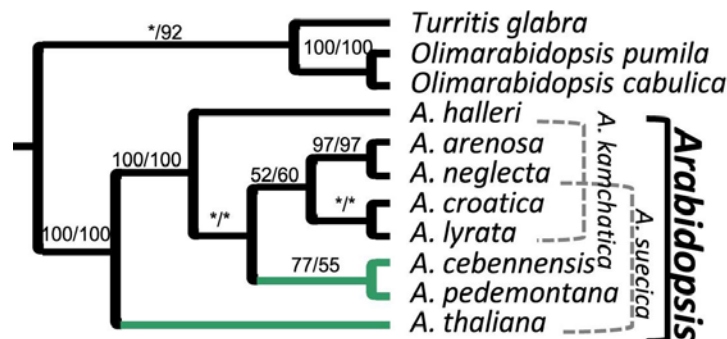 */92
Turritis glabra
100/100
Olimarabidopsis pumila
Olimarabidopsis cabulica
A. halleri
97/97
A. arenosa
100/100
52/60
A. neglecta
*/*
A. croatica
*/*
A. lyrata
100/100
77/55
A. cebennensis
A. pedemontana
A. thaliana
A. kamchatica
A. suecica
Arabidopsis